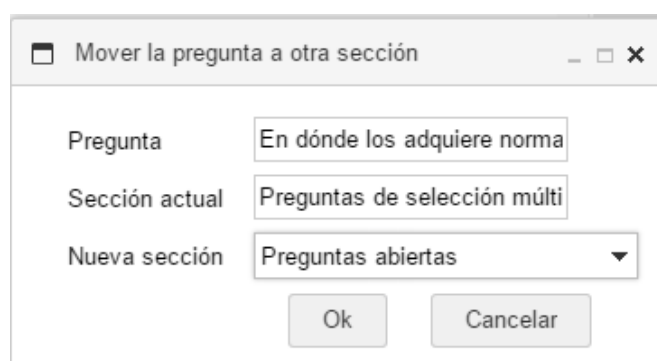 Mover la pregunta a otra sección
Pregunta En dónde los adquiere norma
Sección actual Preguntas de selección múlti
Nueva sección Preguntas abiertas
Ok Cancelar